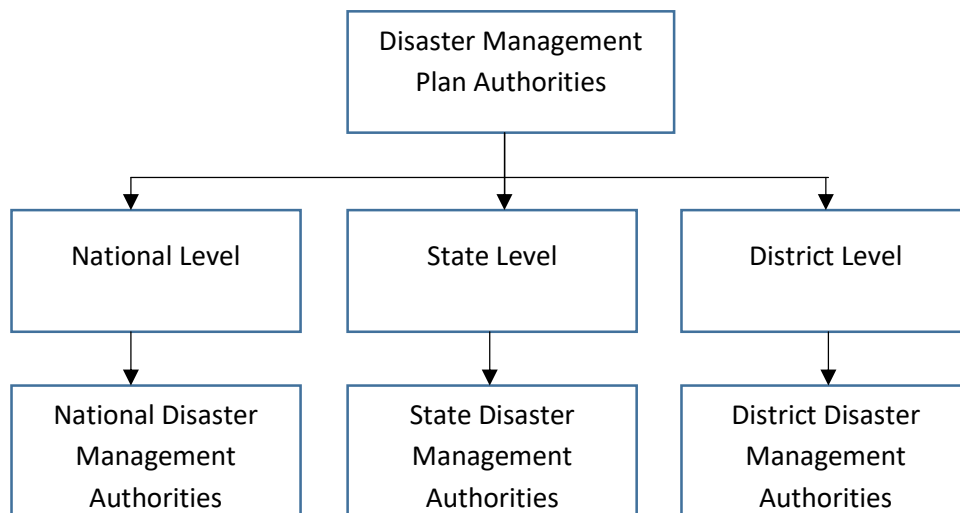 Disaster Management
Plan Authorities
National Level
State Level
District Level
National Disaster
Management
Authorities
State Disaster
Management
Authorities
District Disaster
Management
Authorities